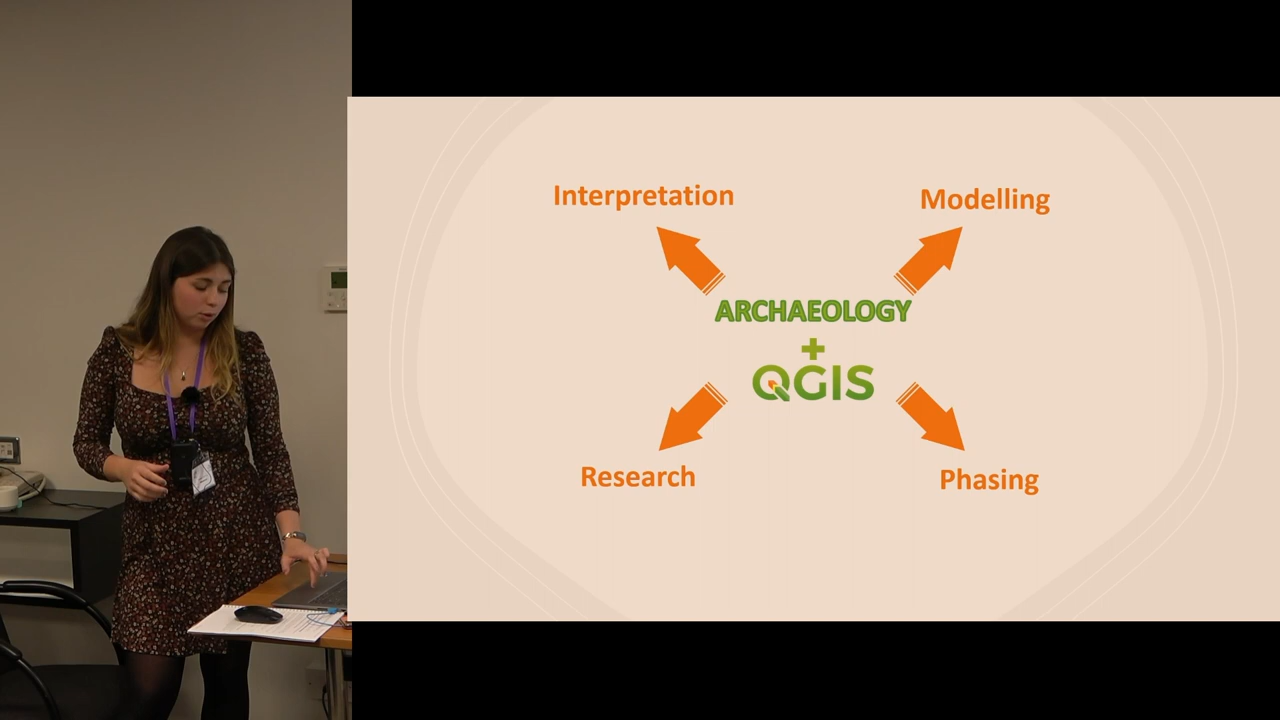 Interpretation
Modelling
ARCHAEOLOGY
+
QGIS
Research
Phasing